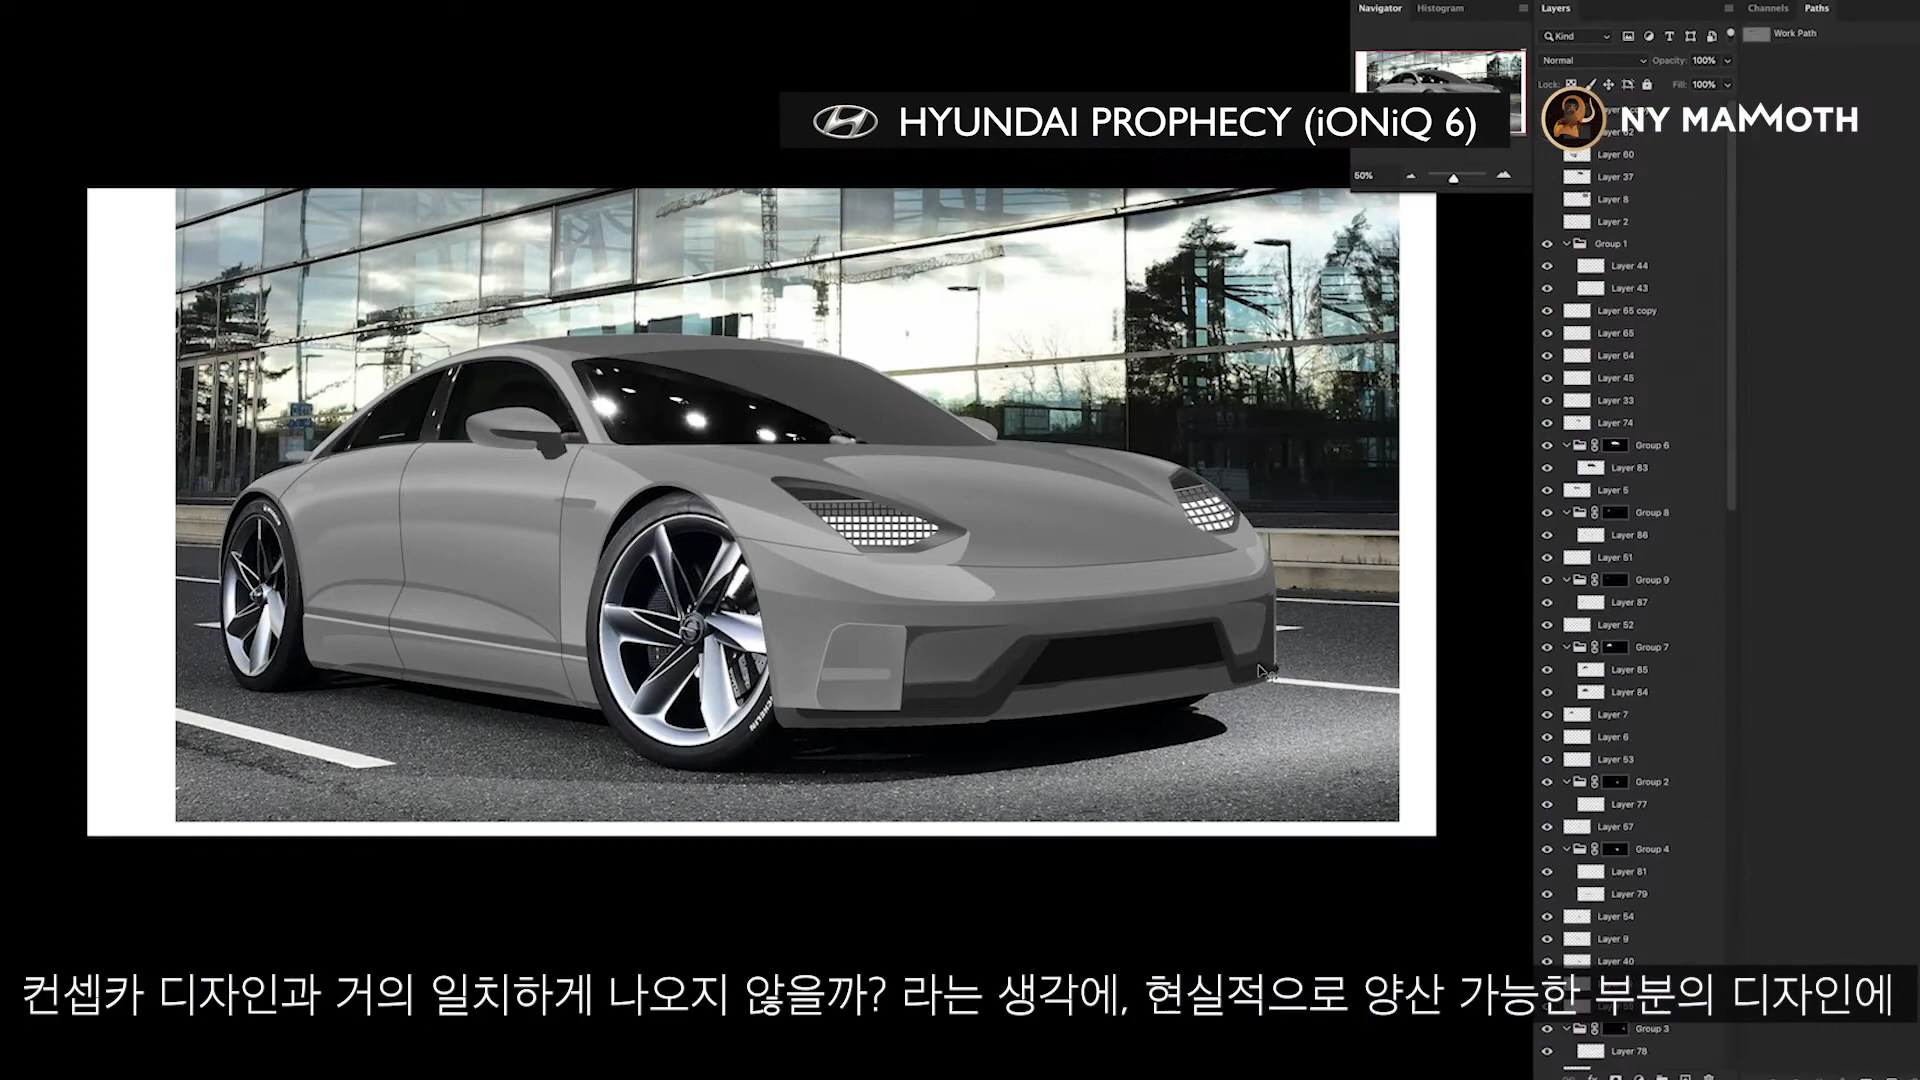 Navigator Histogram
Layers
Channels Paths
Kind
Work Path
Normal Opacity: 100%
Lock: Fill: 100%
HYUNDAI PROPHECY (iONiQ 6)
NY MAMMOTH
50%
Layer 60
Layer 37
Layer 8
Layer 2
Group 1
Layer 44
Layer 43
Layer 65 copy
Layer 65
Layer 64
Layer 45
Layer 33
Layer 74
Group 6
Layer 83
Layer 5
Group 8
Layer 86
Layer 51
Group 9
Layer 87
Layer 52
Group 7
Layer 85
Layer 84
Layer 7
Layer 6
Layer 53
Group 2
Layer 77
Layer 57
Group 4
Layer 81
Layer 79
Layer 54
Layer 9
Layer 40
컨셉카 디자인과 거의 일치하게 나오지 않을까? 라는 생각에, 현실적으로 양산 가능한 부분의 디자인에
Group 3
Layer 78